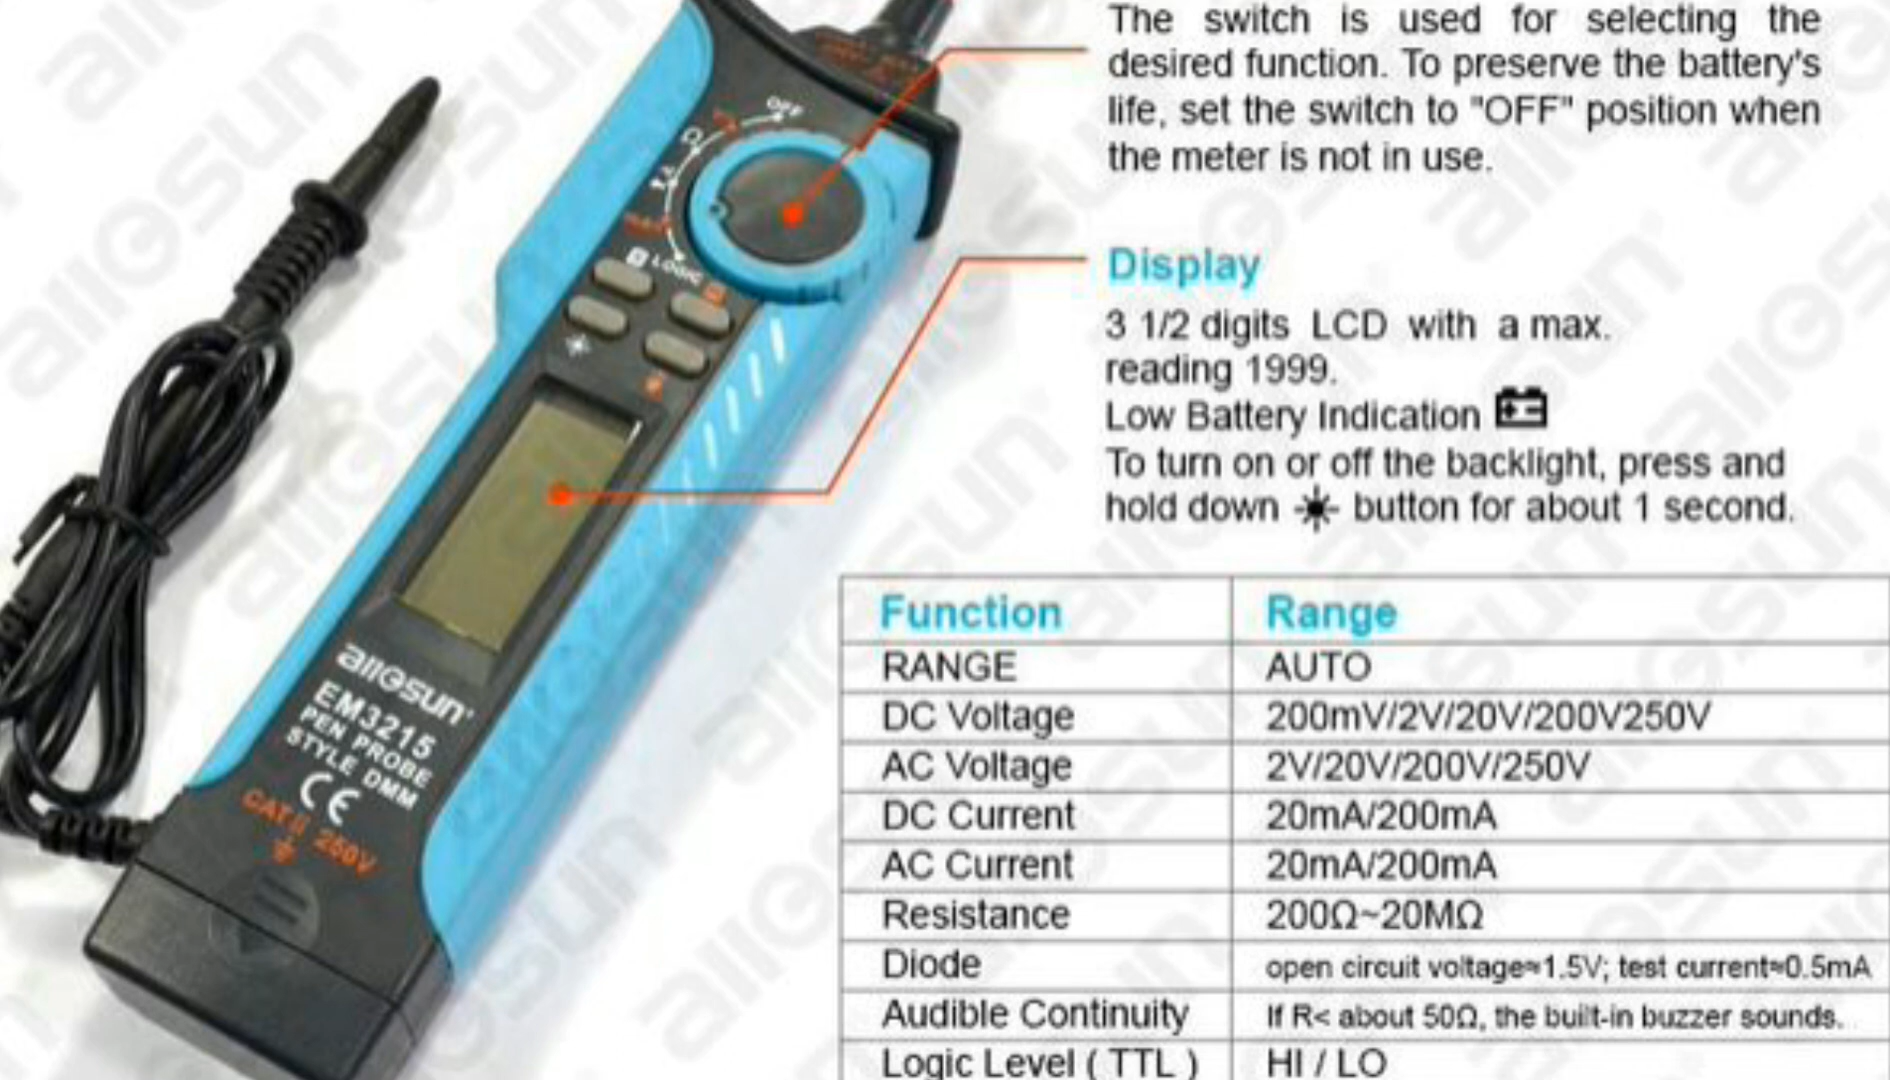 The switch is used for selecting the
desired function. To preserve the battery's
life, set the switch to "OFF" position when
the meter is not in use.
Display
3 1/2 digits LCD with a max.
reading 1999.
Low Battery Indication
To turn on or off the backlight, press and
hold down button for about 1 second.
OFF
Ω
LOGIC
allosun
EM3215
PEN PROBE
STYLE DMM
CE
CAT II 250V
Function Range
RANGE AUTO
DC Voltage 200mV/2V/20V/200V250V
AC Voltage 2V/20V/200V/250V
DC Current 20mA/200mA
AC Current 20mA/200mA
Resistance 200Ω~20MΩ
Diode open circuit voltage≈1.5V; test current≈0.5mA
Audible Continuity If R< about 50Ω, the built-in buzzer sounds.
Logic Level ( TTL ) HI / LO